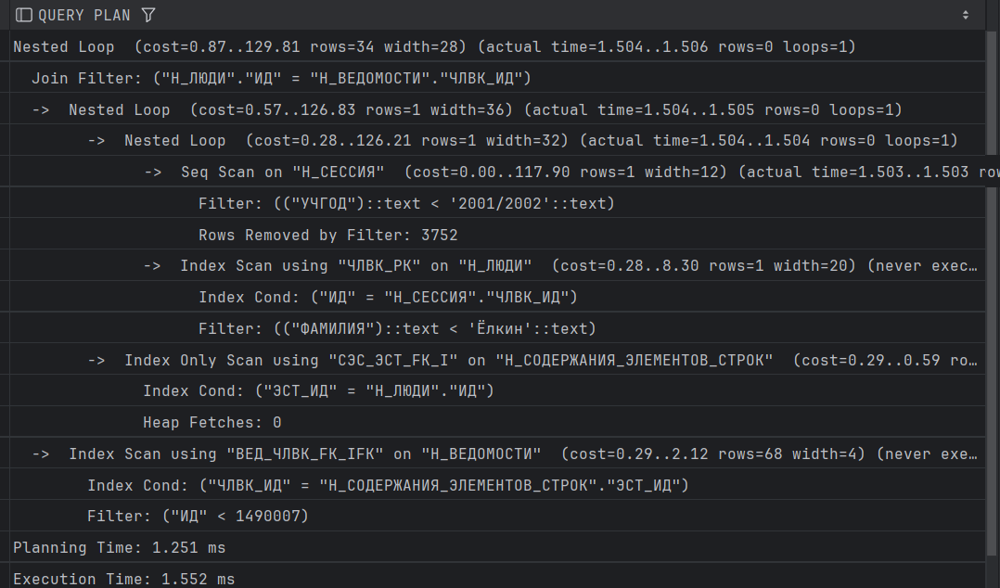 QUERY PLAN
Nested Loop  (cost=0.87..129.81 rows=34 width=28) (actual time=1.504..1.506 rows=0 loops=1)
Join Filter: ("Н_ЛЮДИ"."ИД" = "Н_ВЕДОМОСТИ"."ЧЛВК_ИД")
->  Nested Loop  (cost=0.57..126.83 rows=1 width=36) (actual time=1.504..1.505 rows=0 loops=1)
->  Nested Loop  (cost=0.28..126.21 rows=1 width=32) (actual time=1.504..1.504 rows=0 loops=1)
->  Seq Scan on "Н_СЕССИЯ"  (cost=0.00..117.90 rows=1 width=12) (actual time=1.503..1.503 row
Filter: (("УЧГОД")::text < '2001/2002'::text)
Rows Removed by Filter: 3752
->  Index Scan using "ЧЛВК_PK" on "Н_ЛЮДИ"  (cost=0.28..8.30 rows=1 width=20) (never exec…
Index Cond: ("ИД" = "Н_СЕССИЯ"."ЧЛВК_ИД")
Filter: (("ФАМИЛИЯ")::text < 'Ёлкин'::text)
->  Index Only Scan using "СЭС_ЭСТ_FK_I" on "Н_СОДЕРЖАНИЯ_ЭЛЕМЕНТОВ_СТРОК"  (cost=0.29..0.59 ro…
Index Cond: ("ЭСТ_ИД" = "Н_ЛЮДИ"."ИД")
Heap Fetches: 0
->  Index Scan using "ВЕД_ЧЛВК_FK_IFK" on "Н_ВЕДОМОСТИ"  (cost=0.29..2.12 rows=68 width=4) (never exe…
Index Cond: ("ЧЛВК_ИД" = "Н_СОДЕРЖАНИЯ_ЭЛЕМЕНТОВ_СТРОК"."ЭСТ_ИД")
Filter: ("ИД" < 1490007)
Planning Time: 1.251 ms
Execution Time: 1.552 ms